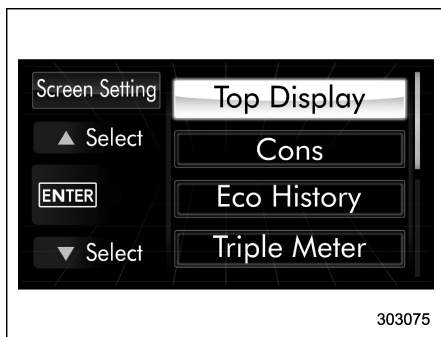 Screen Setting
Top Display
▲ Select
Cons
ENTER
Eco History
▼ Select
Triple Meter
303075